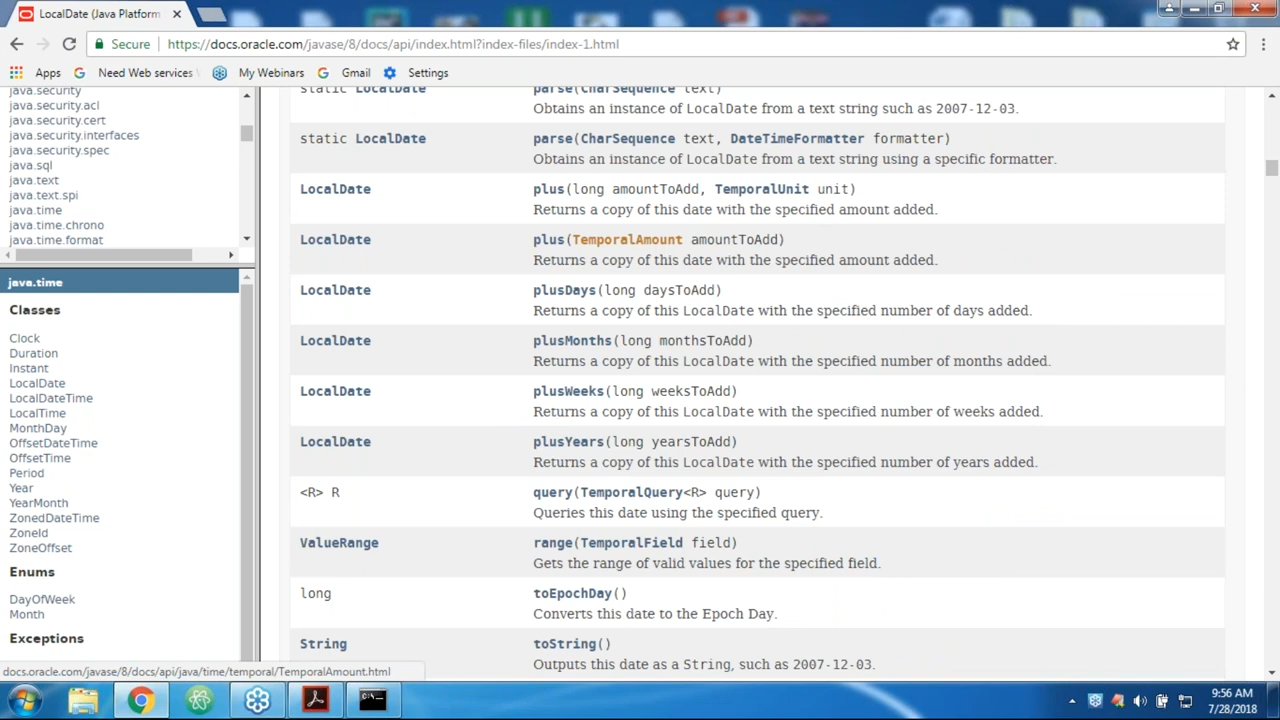 LocalDate (Java Platform
Secure https://docs.oracle.com/javase/8/docs/api/index.html?index-files/index-1.html
Apps Need Web services My Webinars Gmail Settings
java.security
java.security.acl
java.security.cert
java.security.interfaces
java.security.spec
java.sql
java.text
java.text.spi
java.time
java.time.chrono
java.time.format
java.time
Classes
Clock
Duration
Instant
LocalDate
LocalDateTime
LocalTime
MonthDay
OffsetDateTime
OffsetTime
Period
Year
YearMonth
ZonedDateTime
ZoneId
ZoneOffset
Enums
DayOfWeek
Month
Exceptions
static LocalDate parse(CharSequence text)
Obtains an instance of LocalDate from a text string such as 2007-12-03.
static LocalDate parse(CharSequence text, DateTimeFormatter formatter)
Obtains an instance of LocalDate from a text string using a specific formatter.
LocalDate plus(long amountToAdd, TemporalUnit unit)
Returns a copy of this date with the specified amount added.
LocalDate plus(TemporalAmount amountToAdd)
Returns a copy of this date with the specified amount added.
LocalDate plusDays(long daysToAdd)
Returns a copy of this LocalDate with the specified number of days added.
LocalDate plusMonths(long monthsToAdd)
Returns a copy of this LocalDate with the specified number of months added.
LocalDate plusWeeks(long weeksToAdd)
Returns a copy of this LocalDate with the specified number of weeks added.
LocalDate plusYears(long yearsToAdd)
Returns a copy of this LocalDate with the specified number of years added.
<R> R query(TemporalQuery<R> query)
Queries this date using the specified query.
ValueRange range(TemporalField field)
Gets the range of valid values for the specified field.
long toEpochDay()
Converts this date to the Epoch Day.
String toString()
Outputs this date as a String, such as 2007-12-03.
docs.oracle.com/javase/8/docs/api/java/time/temporal/TemporalAmount.html
9:56 AM
7/28/2018